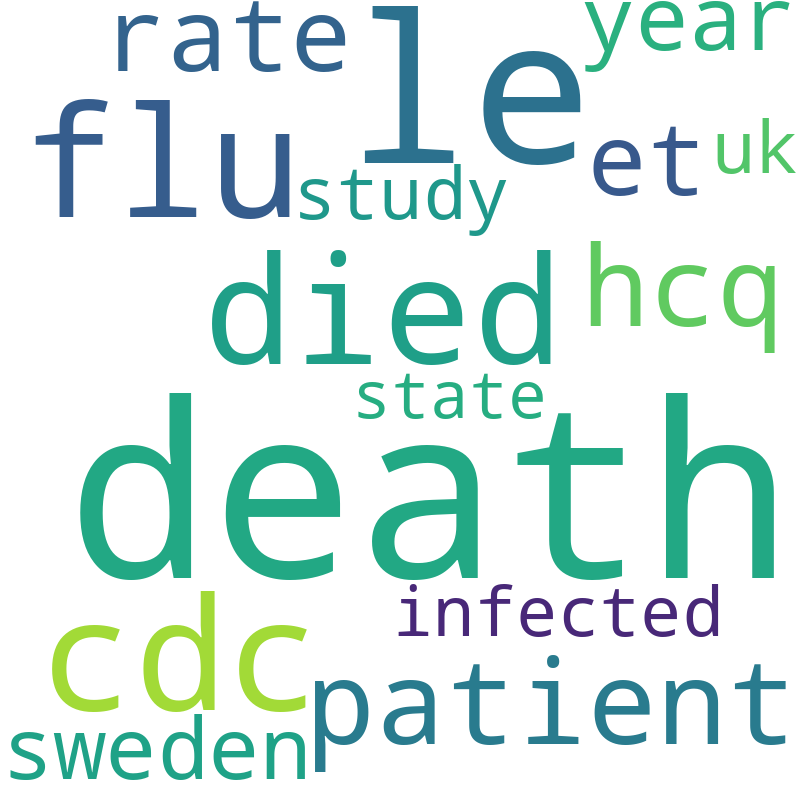 rate
le
year
flu
et
uk
study
died
hcq
state
death
infected
cdc
patient
sweden